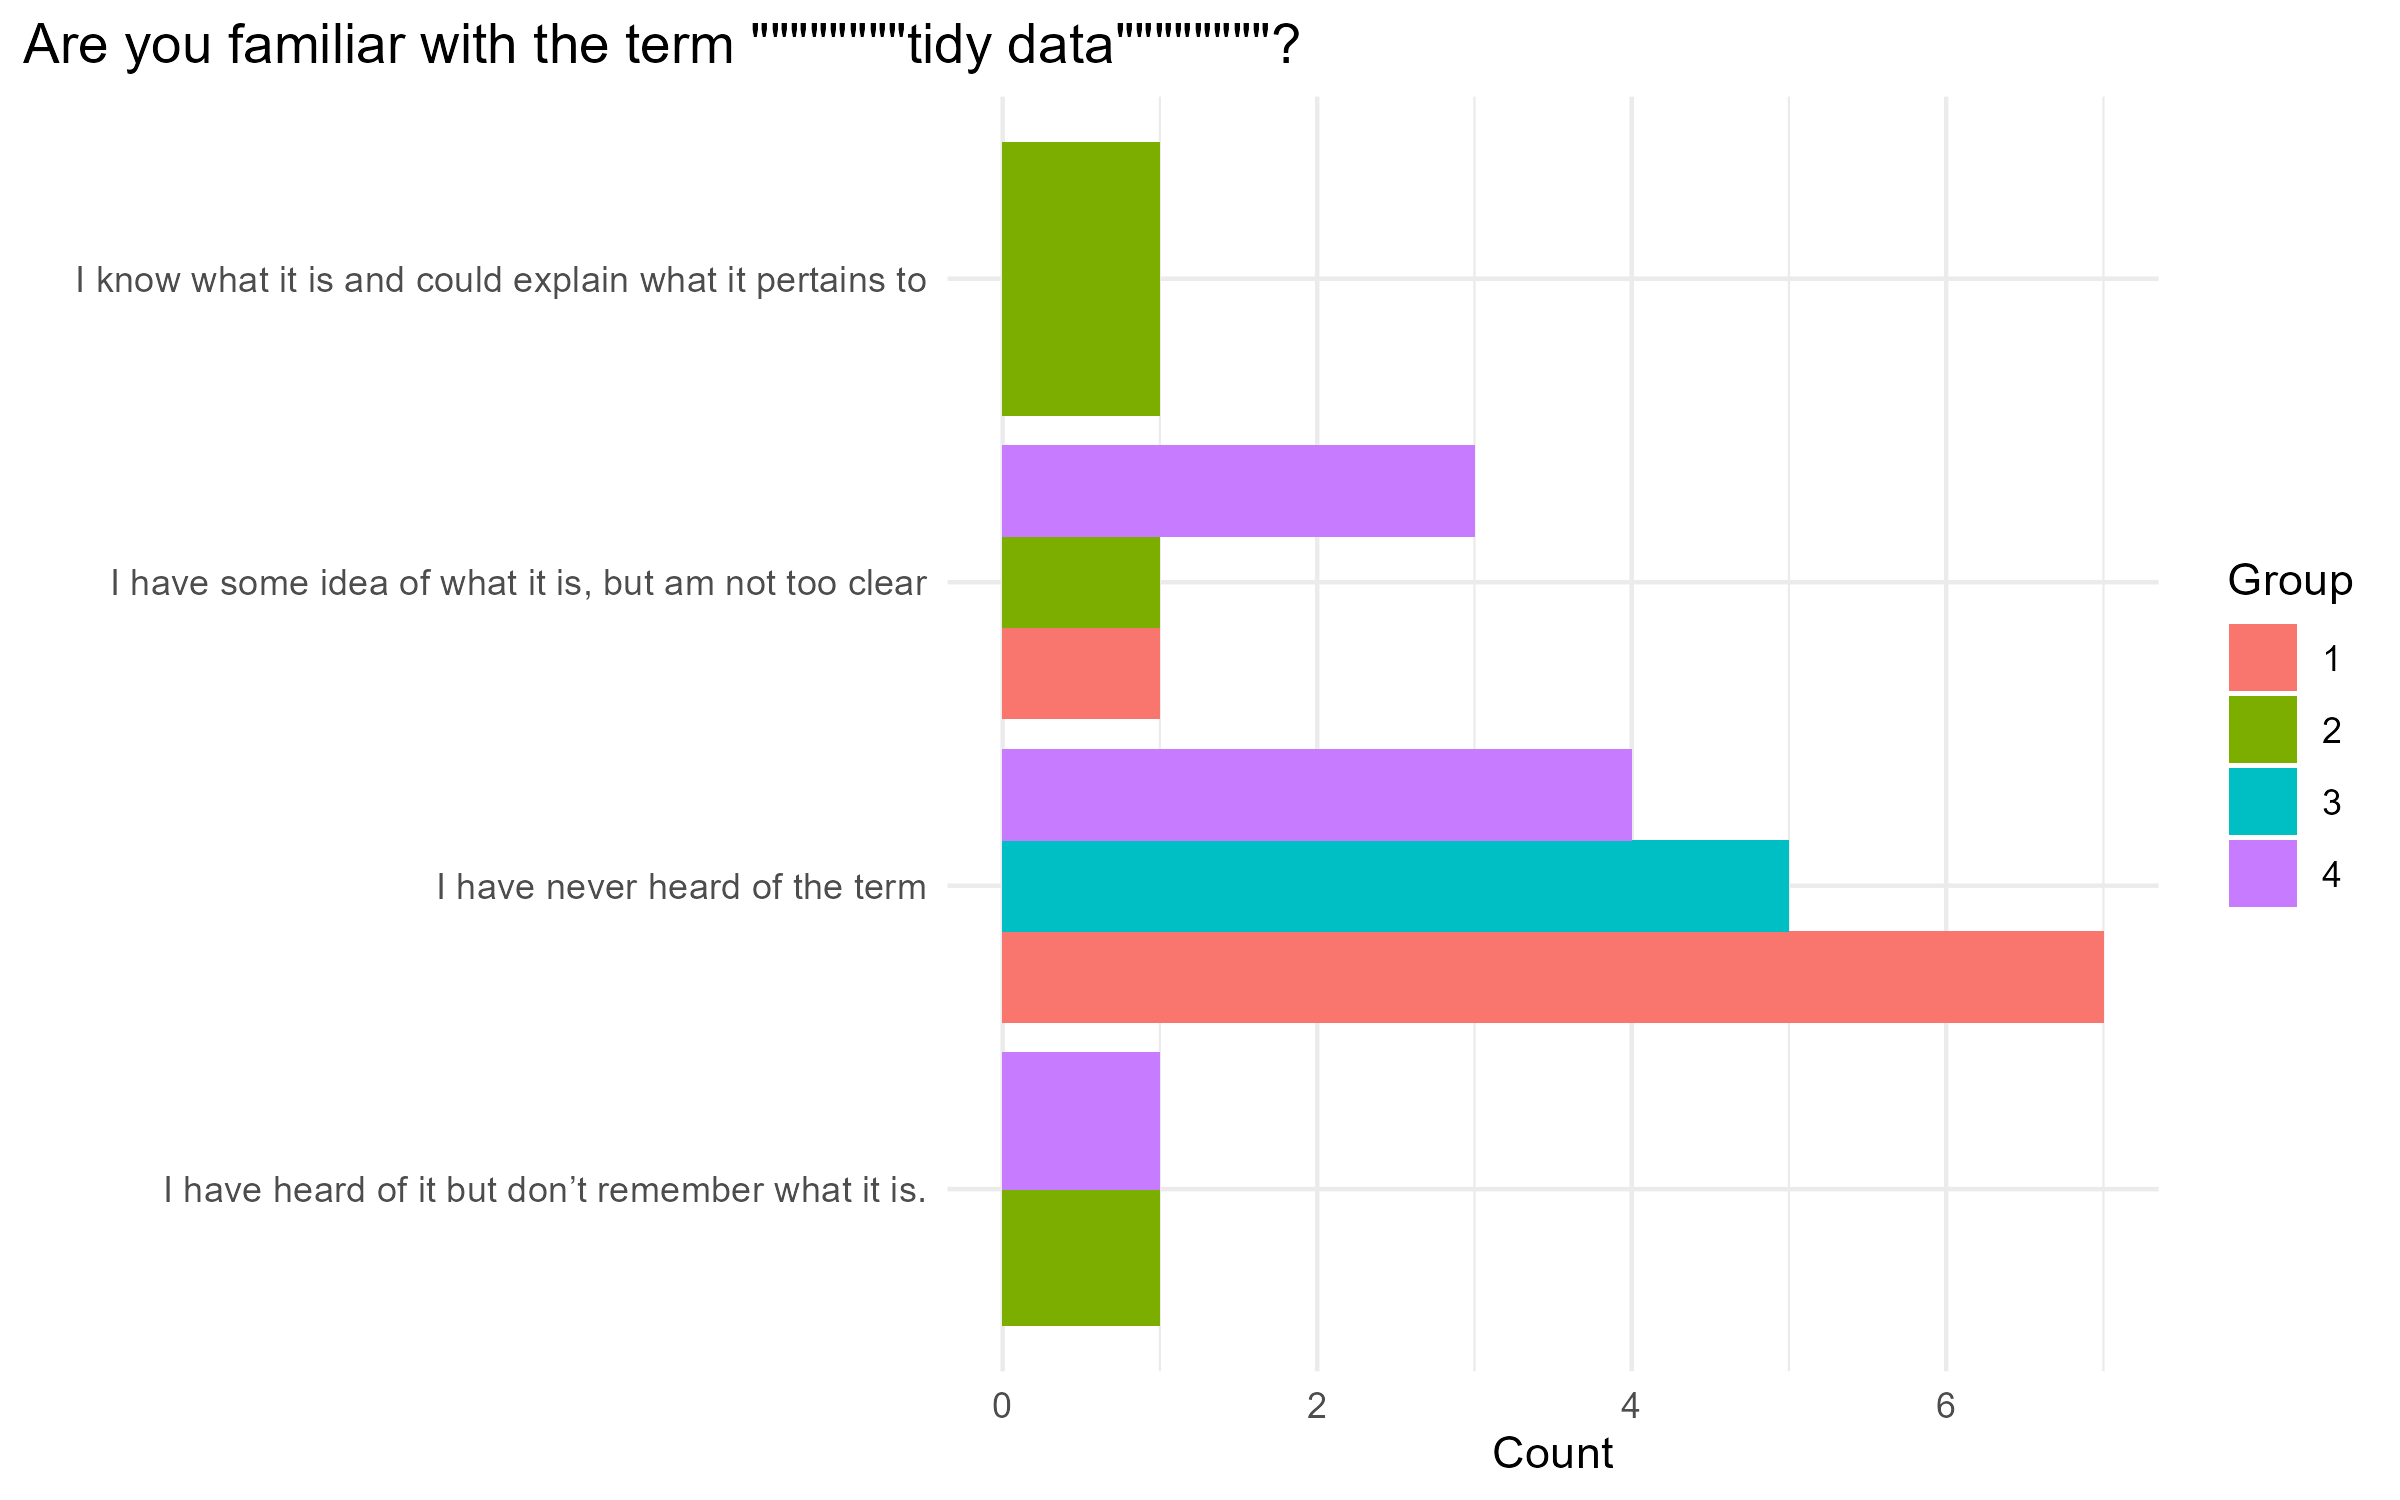 Are you familiar with the term """"""""tidy data""""""""?
I know what it is and could explain what it pertains to
I have some idea of what it is, but am not too clear
I have never heard of the term
I have heard of it but don’t remember what it is.
0 2 4 6
Count
Group
1
2
3
4